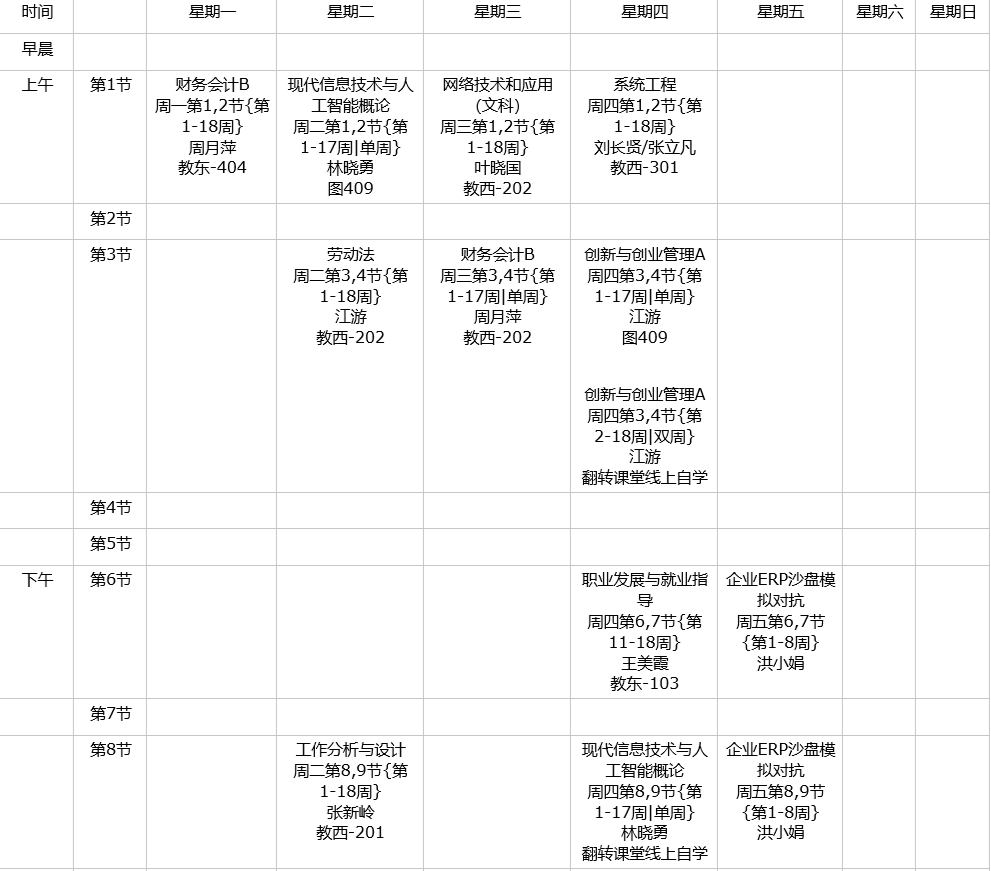 时间 星期一 星期二 星期三 星期四 星期五 星期六 星期日
早晨
上午 第1节
财务会计B
周一第1,2节{第
1-18周}
周月萍
教东-404
现代信息技术与人
工智能概论
周二第1,2节{第
1-17周|单周}
林晓勇
图409
网络技术和应用
(文科)
周三第1,2节{第
1-18周}
叶晓国
教西-202
系统工程
周四第1,2节{第
1-18周}
刘长贤/张立凡
教西-301
第2节
第3节
劳动法
周二第3,4节{第
1-18周}
江游
教西-202
财务会计B
周三第3,4节{第
1-17周|单周}
周月萍
教西-202
创新与创业管理A
周四第3,4节{第
1-17周|单周}
江游
图409
创新与创业管理A
周四第3,4节{第
2-18周|双周}
江游
翻转课堂线上自学
第4节
第5节
下午 第6节
职业发展与就业指
导
周四第6,7节{第
11-18周}
王美霞
教东-103
企业ERP沙盘模
拟对抗
周五第6,7节
{第1-8周}
洪小娟
第7节
第8节
工作分析与设计
周二第8,9节{第
1-18周}
张新岭
教西-201
现代信息技术与人
工智能概论
周四第8,9节{第
1-17周|单周}
林晓勇
翻转课堂线上自学
企业ERP沙盘模
拟对抗
周五第8,9节
{第1-8周}
洪小娟